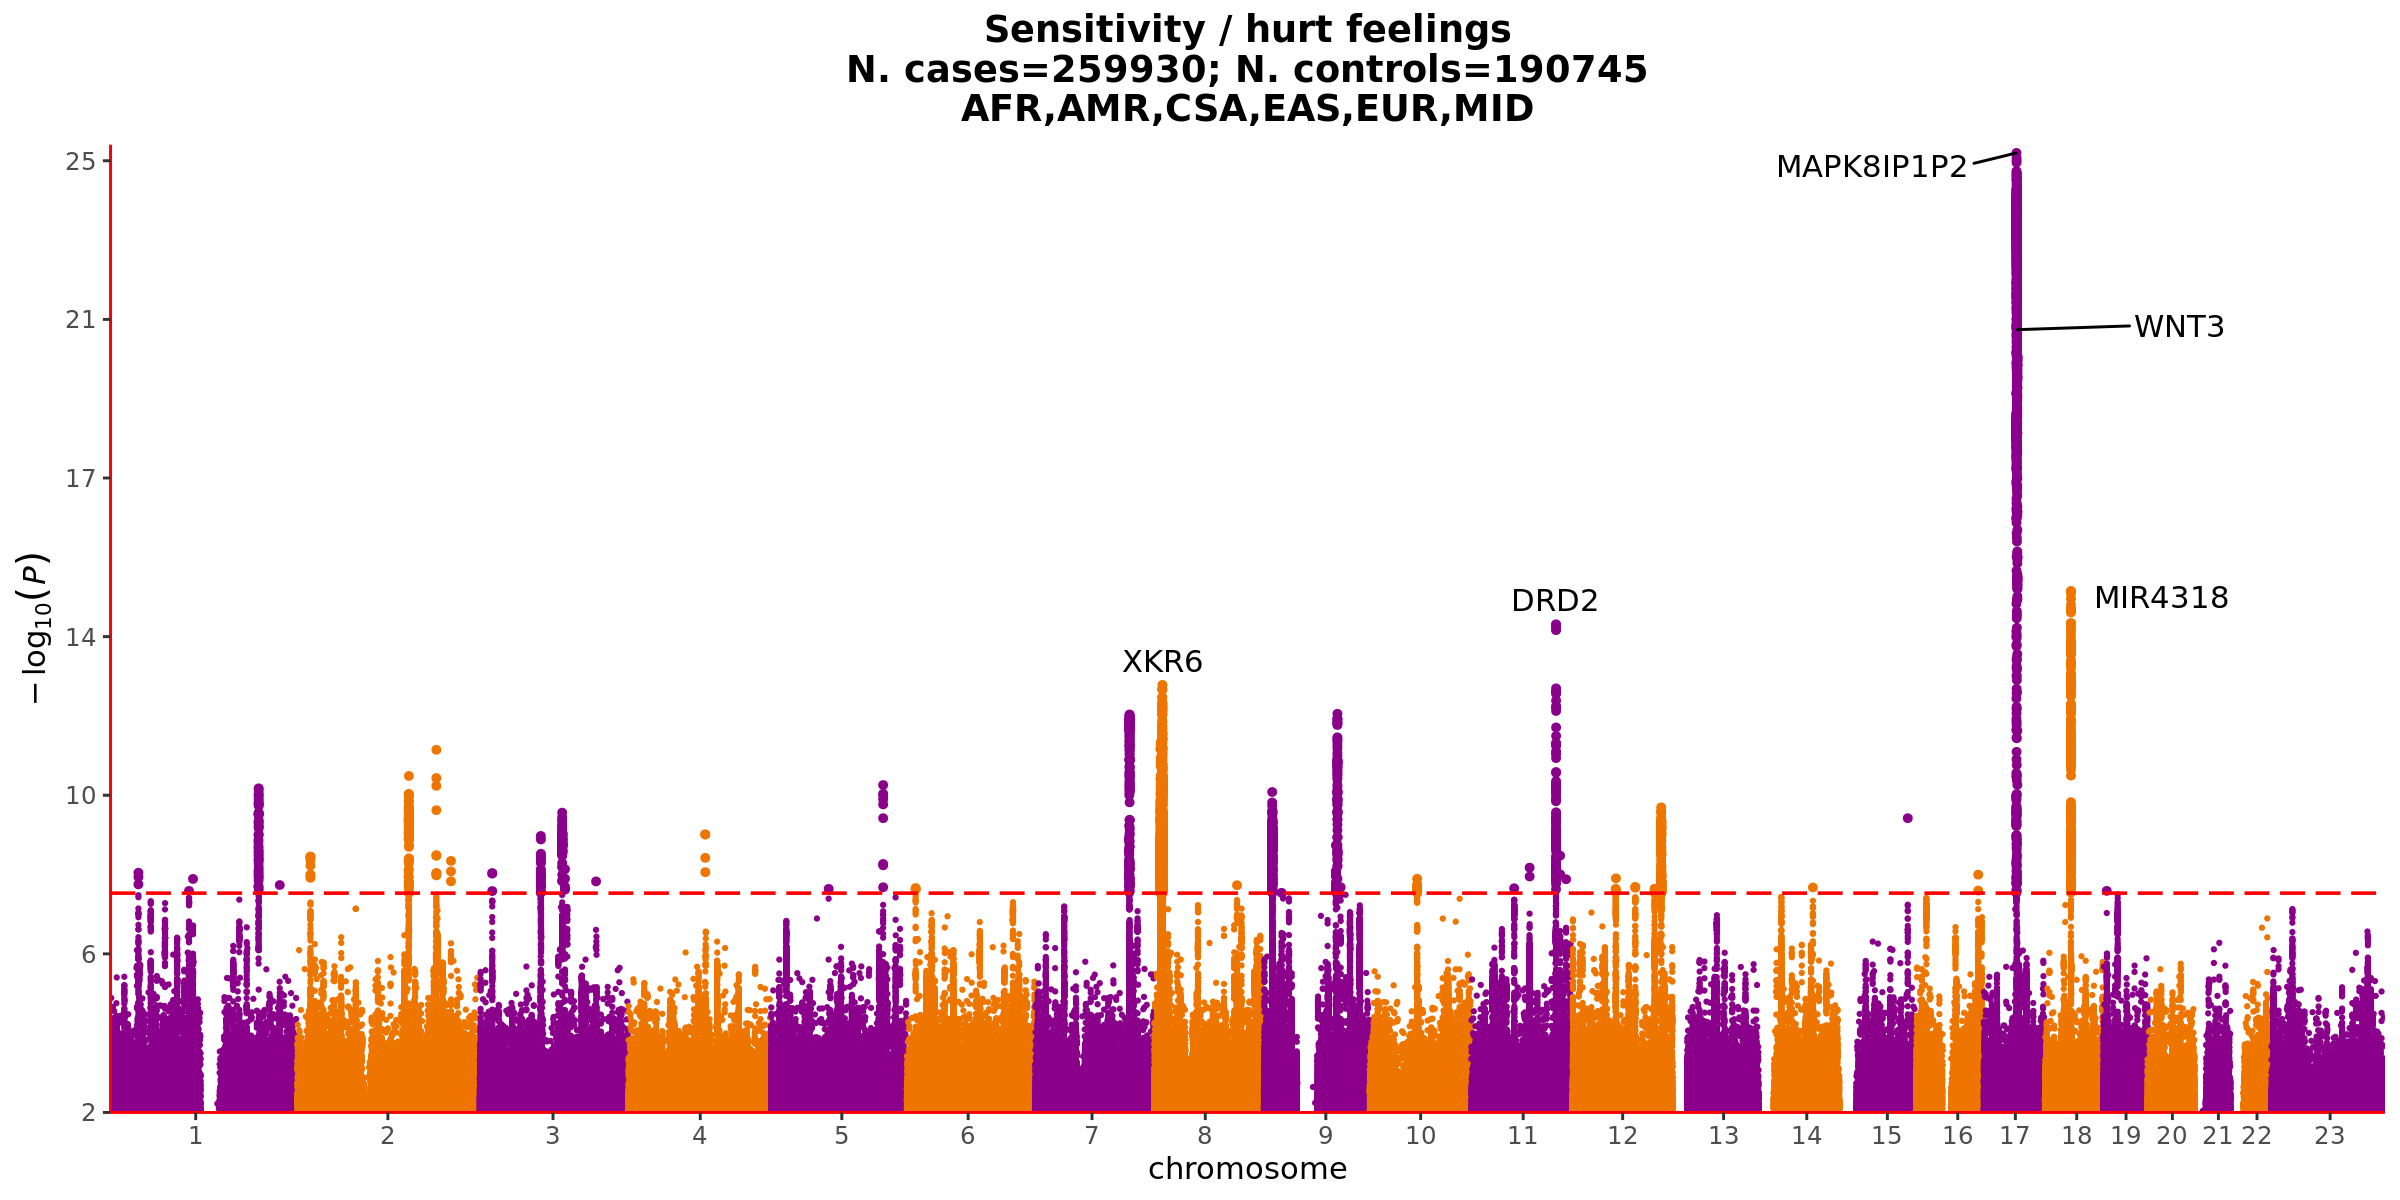 Sensitivity / hurt feelings
N. cases=259930; N. controls=190745
AFR,AMR,CSA,EAS,EUR,MID
25
MAPK8IP1P2
21
WNT3
17
DRD2
MIR4318
14
XKR6
10
6
2
−log10(P)
1 2 3 4 5 6 7 8 9 10 11 12 13 14 15 16 17 18 19 20 21 22 23
chromosome